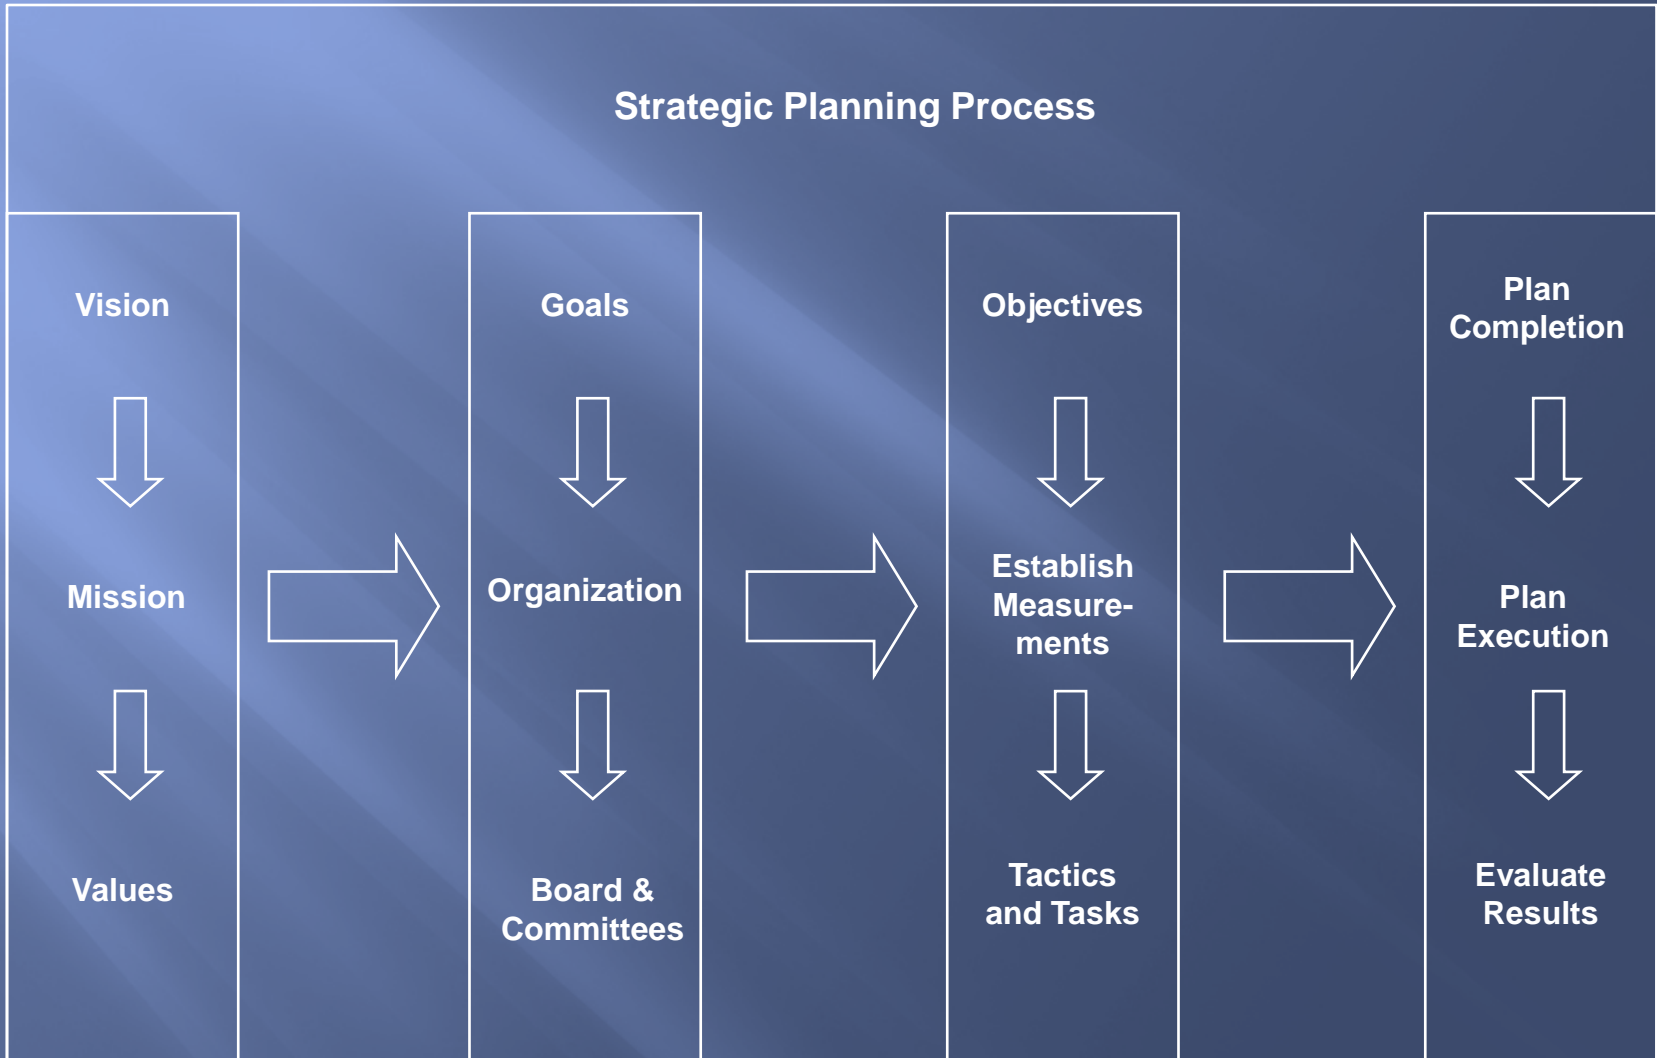 Strategic Planning Process
Vision
Mission
Values
Goals
Organization
Board &
Committees
Objectives
Establish
Measure-
ments
Tactics
and Tasks
Plan
Completion
Plan
Execution
Evaluate
Results